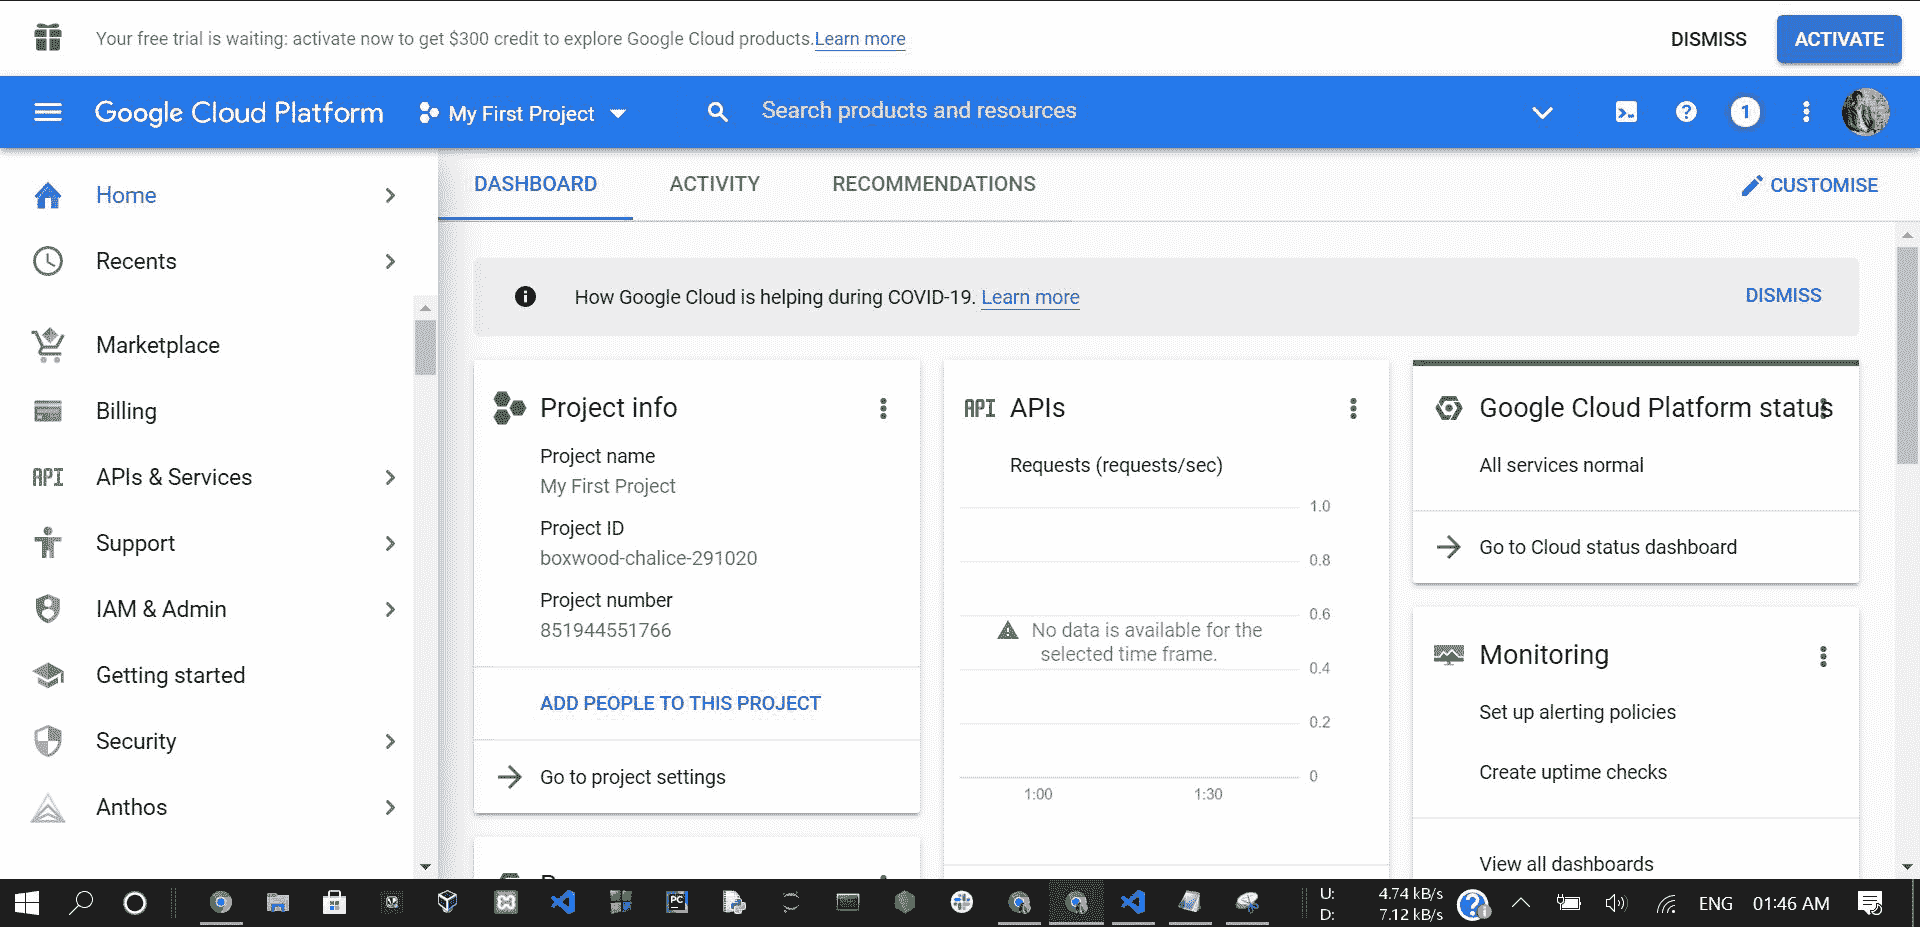 Your free trial is waiting: activate now to get $300 credit to explore Google Cloud products. Learn more
DISMISS
ACTIVATE
Google Cloud Platform
My First Project
Search products and resources
1
Home
Recents
Marketplace
Billing
API
APIs & Services
Support
IAM & Admin
Getting started
Security
Anthos
DASHBOARD
ACTIVITY
RECOMMENDATIONS
CUSTOMISE
How Google Cloud is helping during COVID-19. Learn more
DISMISS
Project info
Project name
My First Project
Project ID
boxwood-chalice-291020
Project number
851944551766
ADD PEOPLE TO THIS PROJECT
Go to project settings
API
APIs
Requests (requests/sec)
1.0
0.8
0.6
No data is available for the
selected time frame.
0.4
0.2
0
1:00
1:30
Google Cloud Platform status
All services normal
Go to Cloud status dashboard
Monitoring
Set up alerting policies
Create uptime checks
View all dashboards
PC
U: 4.74 kB/s
D: 7.12 kB/s
ENG
01:46 AM